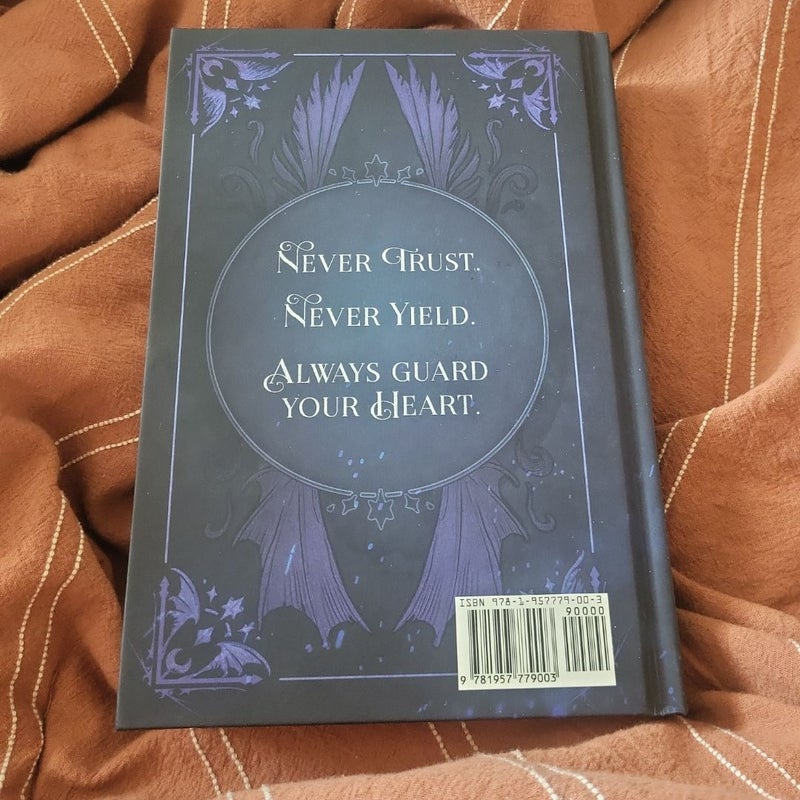 Never Trust.
Never Yield.
Always guard
your Heart.
ISBN 978-1-957779-00-3
90000
9 781957 779003